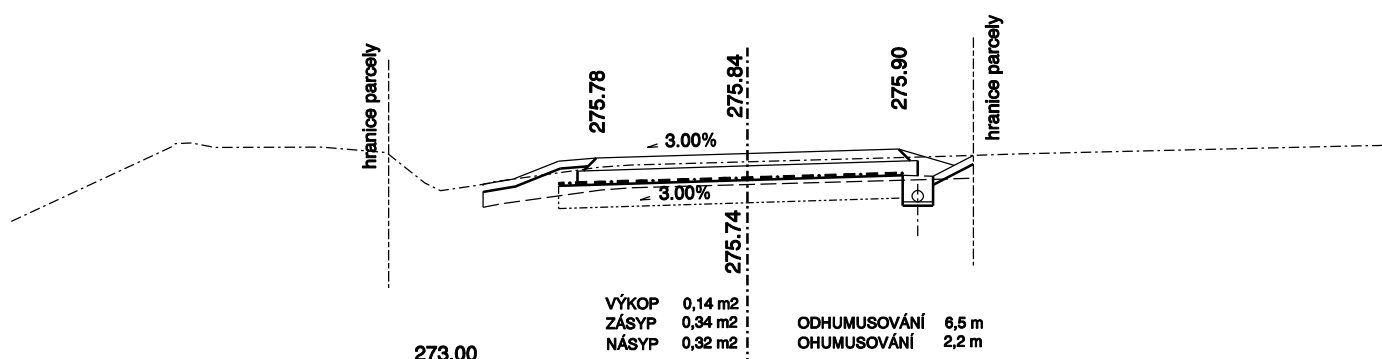 hranice parcely
275.78
275.84
275.90
hranice parcely
3.00%
3.00%
275.74
VÝKOP 0,14 m2
ZÁSYP 0,34 m2
NÁSYP 0,32 m2
ODHUMUSOVÁNÍ 6,5 m
OHUMUSOVÁNÍ 2,2 m
273.00